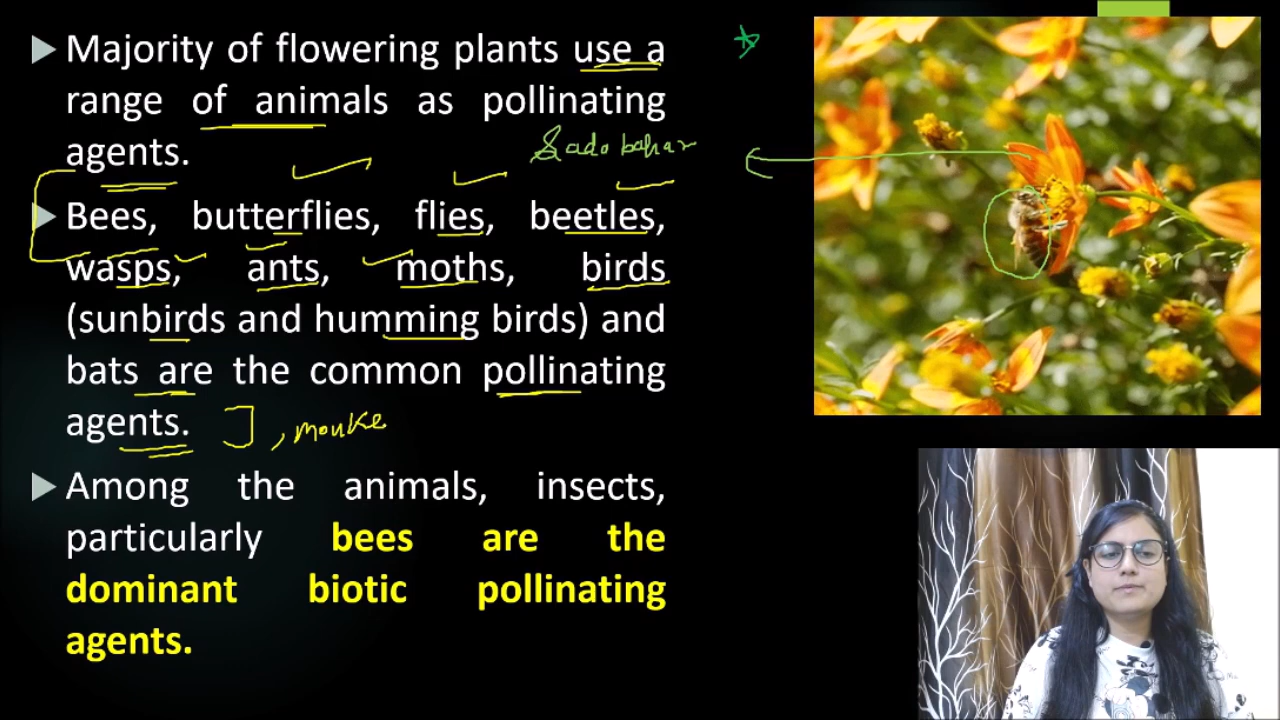 Majority of flowering plants use a
range of animals as pollinating
agents.
Sadabahar
Bees, butterflies, flies, beetles,
wasps, ants, moths, birds
(sunbirds and humming birds) and
bats are the common pollinating
agents. ], monke
Among the animals, insects,
particularly bees are the
dominant biotic pollinating
agents.